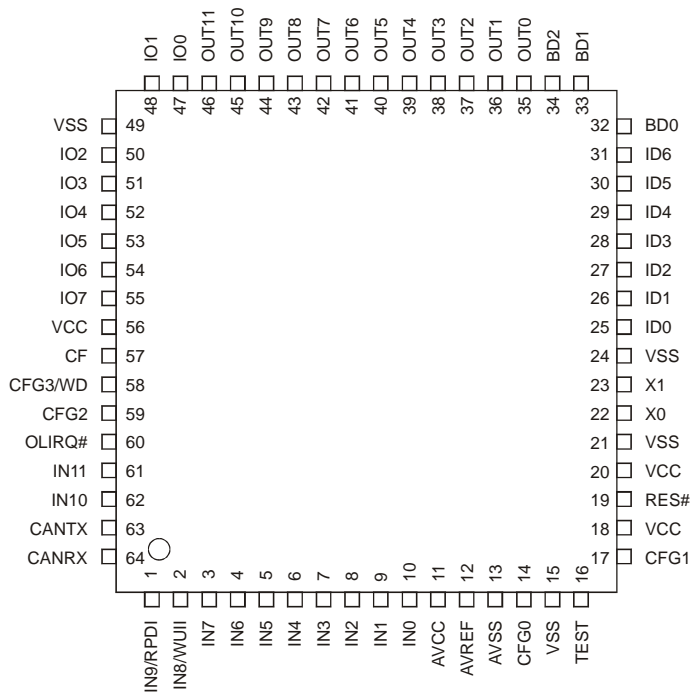 IO1 IO0 OUT11 OUT10 OUT9 OUT8 OUT7 OUT6 OUT5 OUT4 OUT3 OUT2 OUT1 OUT0 BD2 BD1
48 47 46 45 44 43 42 41 40 39 38 37 36 35 34 33
VSS 49 32 BD0
IO2 50 31 ID6
IO3 51 30 ID5
IO4 52 29 ID4
IO5 53 28 ID3
IO6 54 27 ID2
IO7 55 26 ID1
VCC 56 25 ID0
CF 57 24 VSS
CFG3/WD 58 23 X1
CFG2 59 22 X0
OLIRQ# 60 21 VSS
IN11 61 20 VCC
IN10 62 19 RES#
CANTX 63 18 VCC
CANRX 64 17 CFG1
1 2 3 4 5 6 7 8 9 10 11 12 13 14 15 16
IN9/RPDI IN8/WUII IN7 IN6 IN5 IN4 IN3 IN2 IN1 IN0 AVCC AVREF AVSS CFG0 VSS TEST